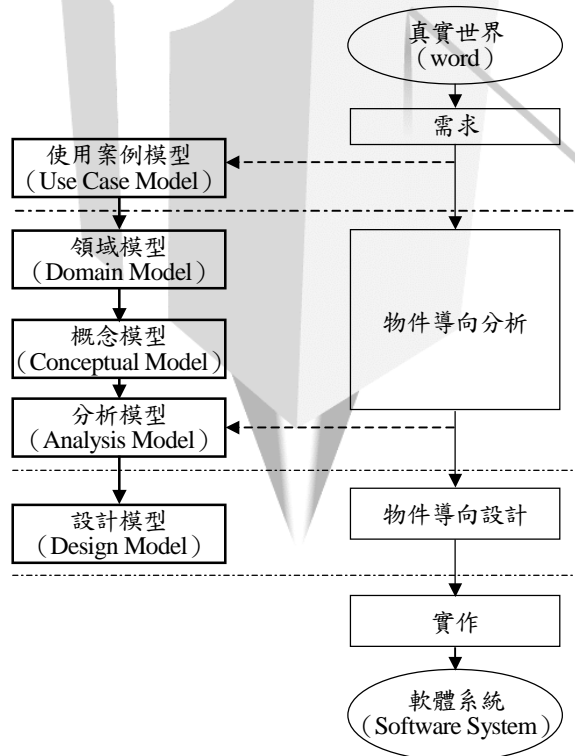 真實世界
（word）
需求
使用案例模型
（Use Case Model）
領域模型
（Domain Model）
物件導向分析
概念模型
（Conceptual Model）
分析模型
（Analysis Model）
設計模型
（Design Model）
物件導向設計
實作
軟體系統
（Software System）